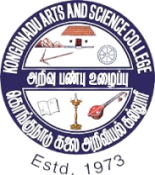 KONGUNADU ARTS AND SCIENCE COLLEGE
அறிவு பண்பு உழைப்பு
கொங்குநாடு கலை அறிவியல் கல்லூரி
Estd. 1973